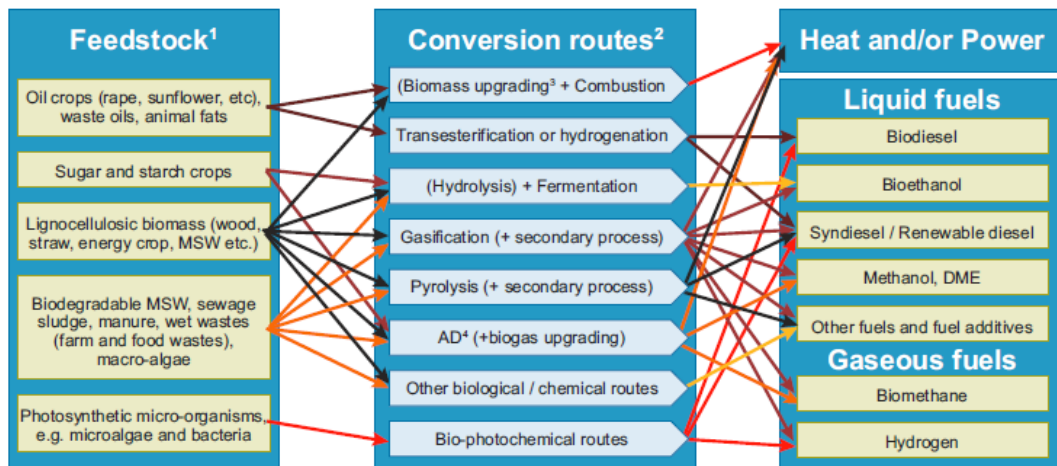 Feedstock¹
Oil crops (rape, sunflower, etc),
waste oils, animal fats
Sugar and starch crops
Lignocellulosic biomass (wood,
straw, energy crop, MSW etc.)
Biodegradable MSW, sewage
sludge, manure, wet wastes
(farm and food wastes),
macro-algae
Photosynthetic micro-organisms,
e.g. microalgae and bacteria
Conversion routes²
(Biomass upgrading³ + Combustion
Transesterification or hydrogenation
(Hydrolysis) + Fermentation
Gasification (+ secondary process)
Pyrolysis (+ secondary process)
AD⁴ (+biogas upgrading)
Other biological / chemical routes
Bio-photochemical routes
Heat and/or Power
Liquid fuels
Biodiesel
Bioethanol
Syndiesel / Renewable diesel
Methanol, DME
Other fuels and fuel additives
Gaseous fuels
Biomethane
Hydrogen